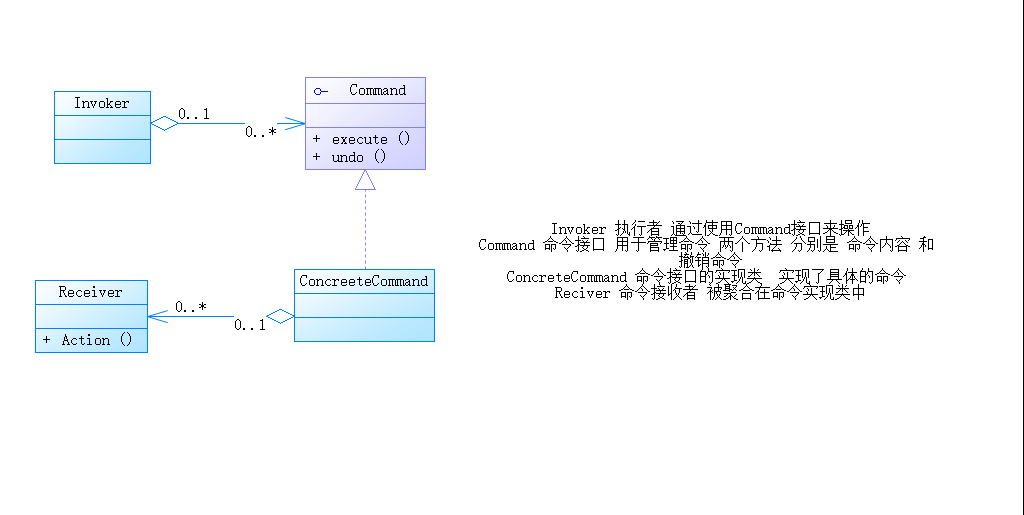 Invoker
0..1
0..*
Command
+ execute ()
+ undo ()
Invoker 执行者 通过使用Command接口来操作
Command 命令接口 用于管理命令 两个方法 分别是 命令内容 和
撤销命令
ConcreteCommand 命令接口的实现类 实现了具体的命令
Reciver 命令接收者 被聚合在命令实现类中
Receiver
+ Action ()
0..*
0..1
ConcreeteCommand